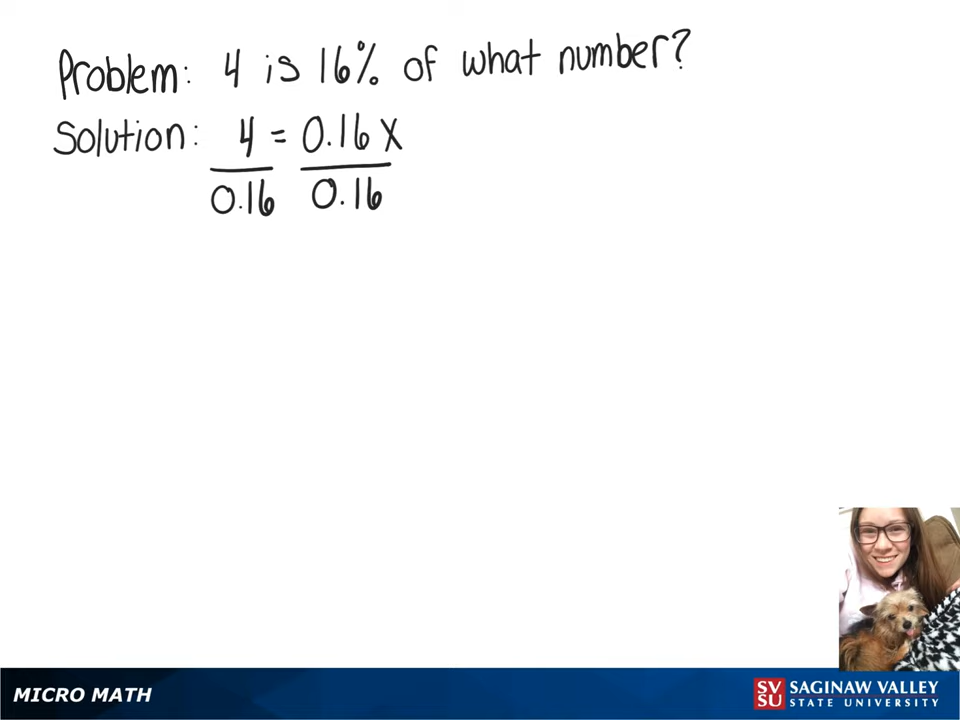 Problem: 4 is 16% of what number?
Solution: 4 = 0.16 X
0.16 0.16
MICRO MATH
SV SU SAGINAW VALLEY
STATE UNIVERSITY